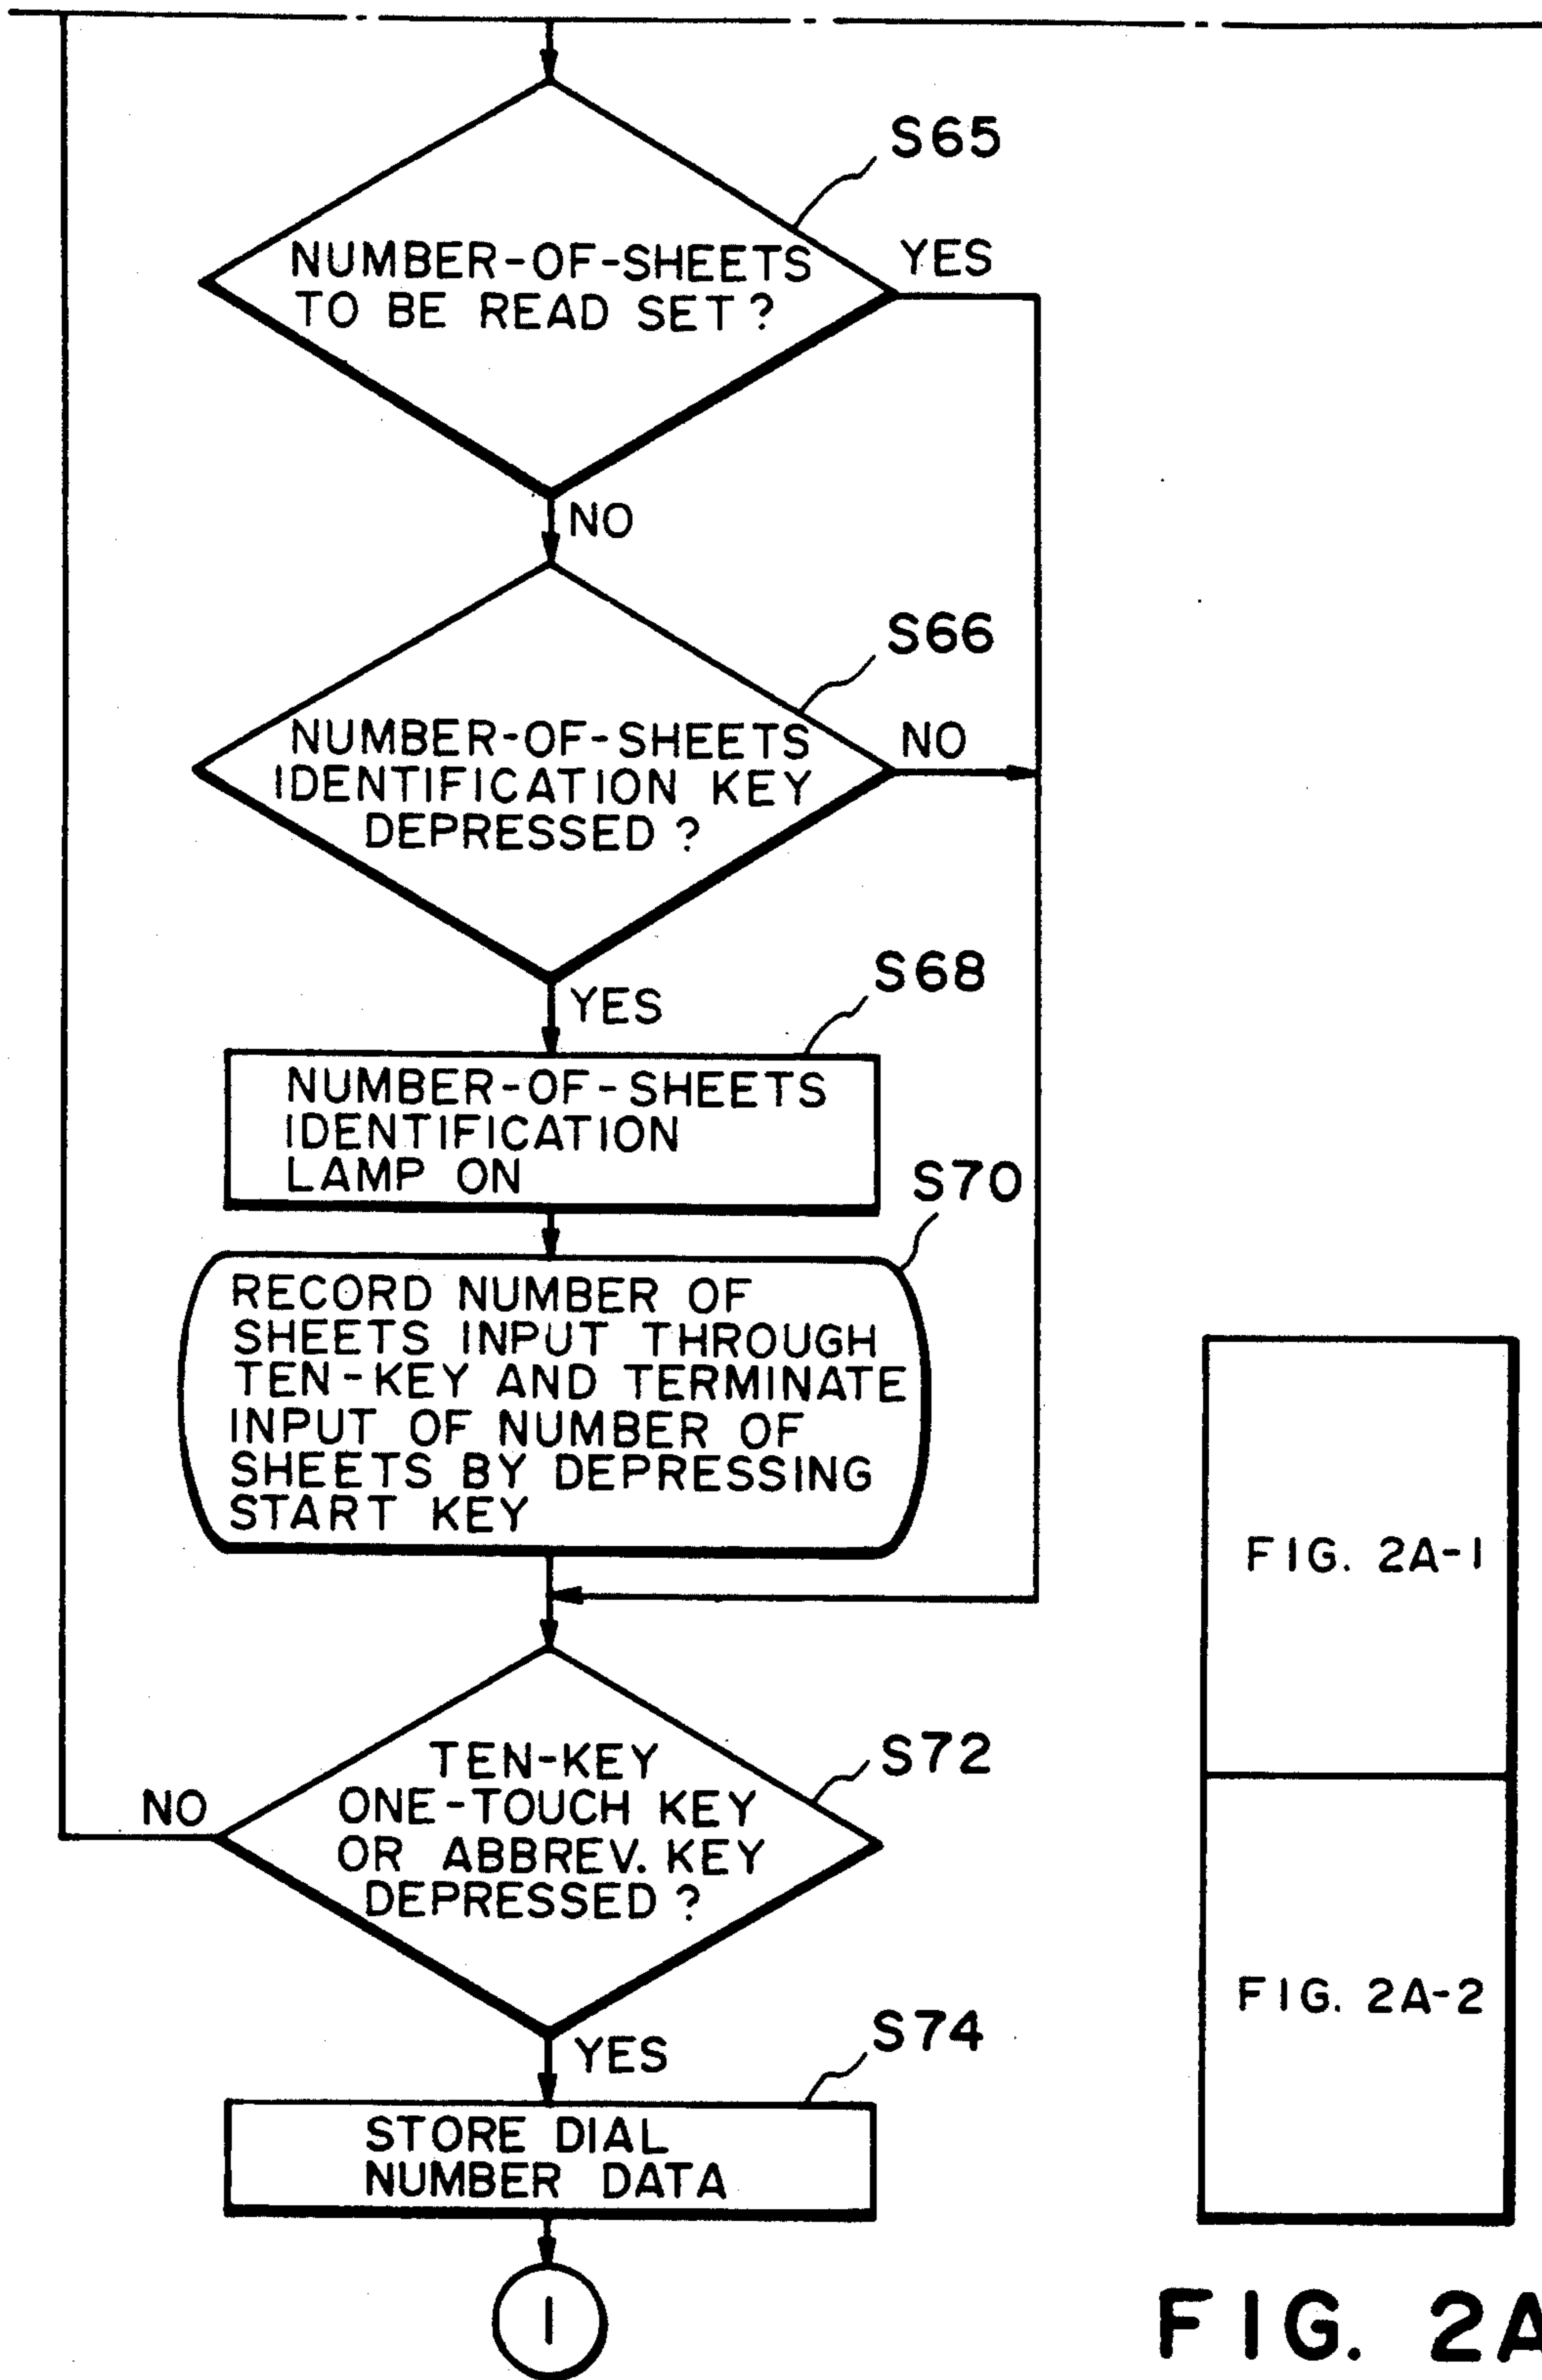 S65
NUMBER-OF-SHEETS
TO BE READ SET?
YES
NO
S66
NUMBER-OF-SHEETS
IDENTIFICATION KEY
DEPRESSED?
NO
YES
S68
NUMBER-OF-SHEETS
IDENTIFICATION
LAMP ON
S70
RECORD NUMBER OF
SHEETS INPUT THROUGH
TEN-KEY AND TERMINATE
INPUT OF NUMBER OF
SHEETS BY DEPRESSING
START KEY
S72
TEN-KEY
ONE-TOUCH KEY
OR ABBREV. KEY
DEPRESSED?
NO
YES
S74
STORE DIAL
NUMBER DATA
1
FIG. 2A-1
FIG. 2A-2
FIG. 2A